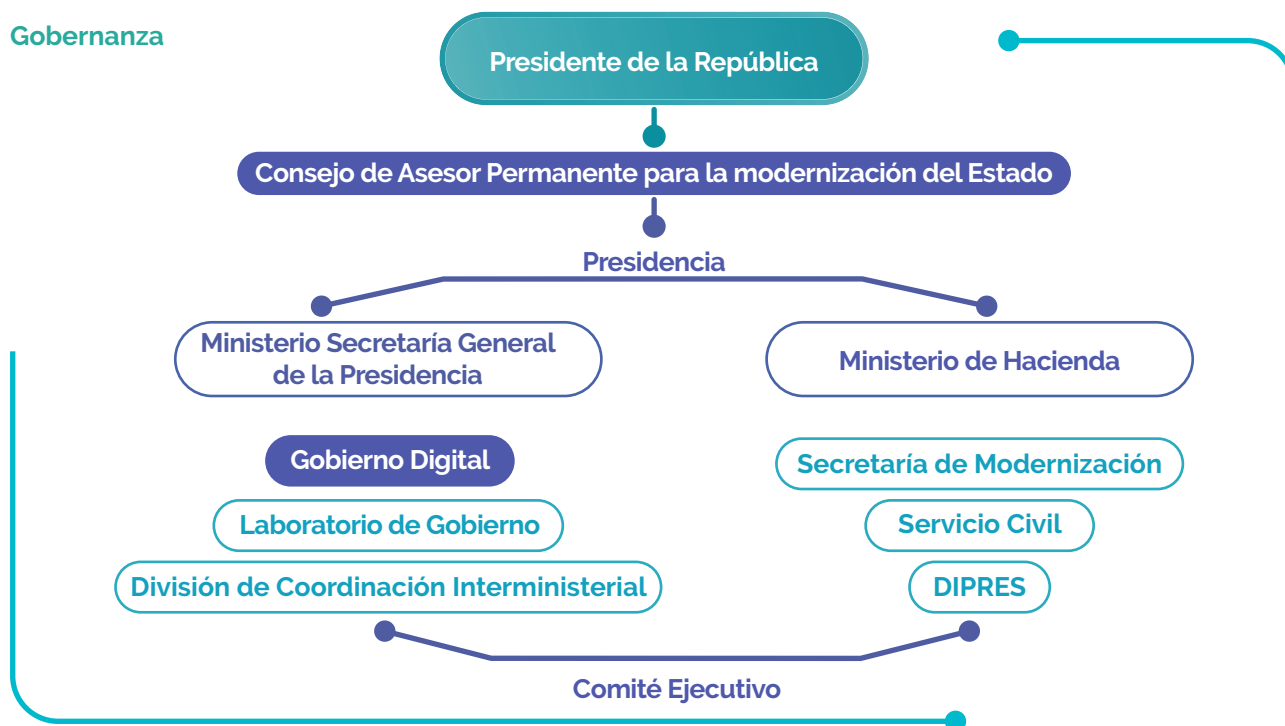 Gobernanza
Presidente de la República
Consejo de Asesor Permanente para la modernización del Estado
Presidencia
Ministerio Secretaría General
de la Presidencia
Ministerio de Hacienda
Gobierno Digital
Laboratorio de Gobierno
División de Coordinación Interministerial
Secretaría de Modernización
Servicio Civil
DIPRES
Comité Ejecutivo